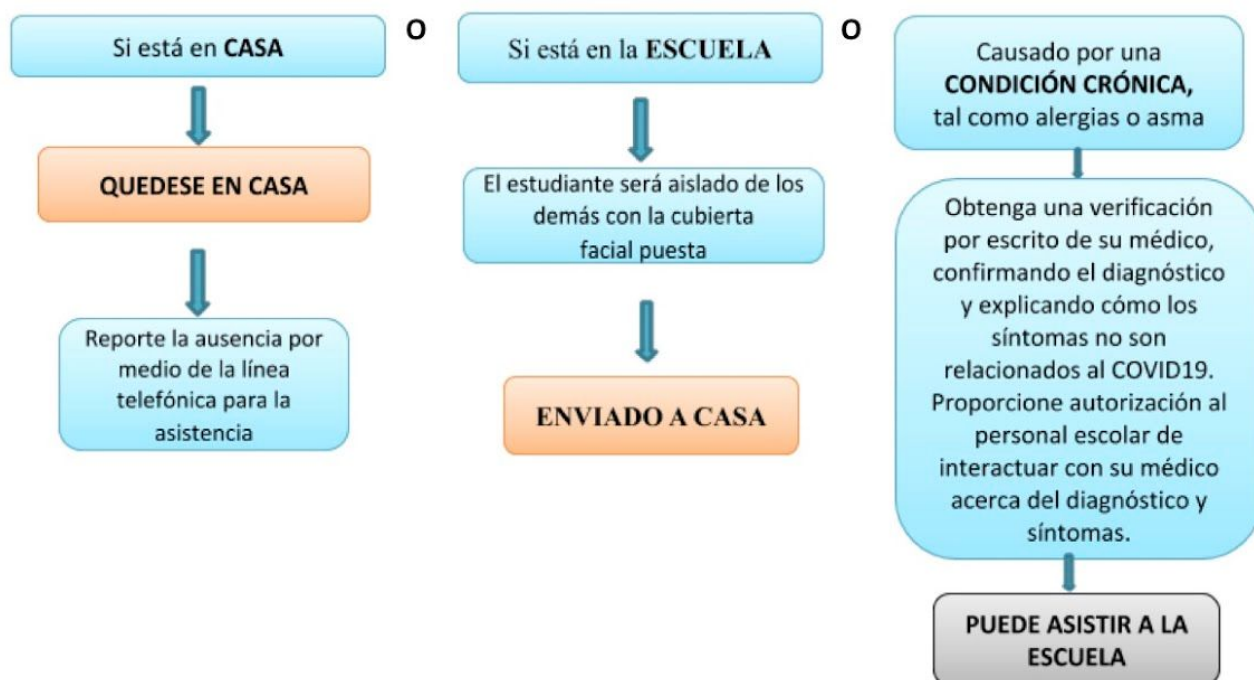 Si está en CASA
QUEDESE EN CASA
Reporte la ausencia por
medio de la línea
telefónica para la
asistencia
O
Si está en la ESCUELA
El estudiante será aislado de los
demás con la cubierta
facial puesta
ENVIADO A CASA
O
Causado por una
CONDICIÓN CRÓNICA,
tal como alergias o asma
Obtenga una verificación
por escrito de su médico,
confirmando el diagnóstico
y explicando cómo los
síntomas no son
relacionados al COVID19.
Proporcione autorización al
personal escolar de
interactuar con su médico
acerca del diagnóstico y
síntomas.
PUEDE ASISTIR A LA
ESCUELA